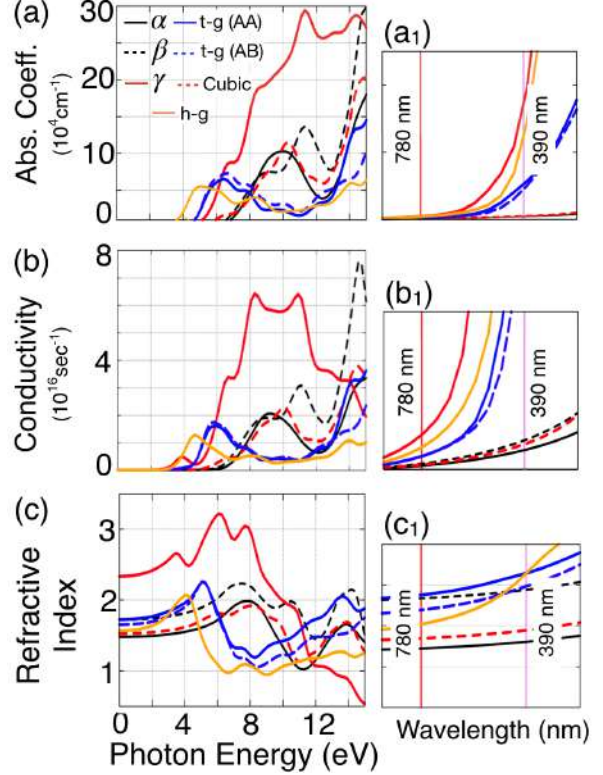 (a)
α
t-g (AA)
β
t-g (AB)
γ
Cubic
h-g
Abs. Coeff.
(10⁴cm⁻¹)
30
20
10
0
(a₁)
780 nm
390 nm
(b)
Conductivity
(10¹⁶sec⁻¹)
8
4
0
(b₁)
780 nm
390 nm
(c)
Refractive
Index
3
2
1
0 4 8 12
Photon Energy (eV)
(c₁)
780 nm
390 nm
Wavelength (nm)